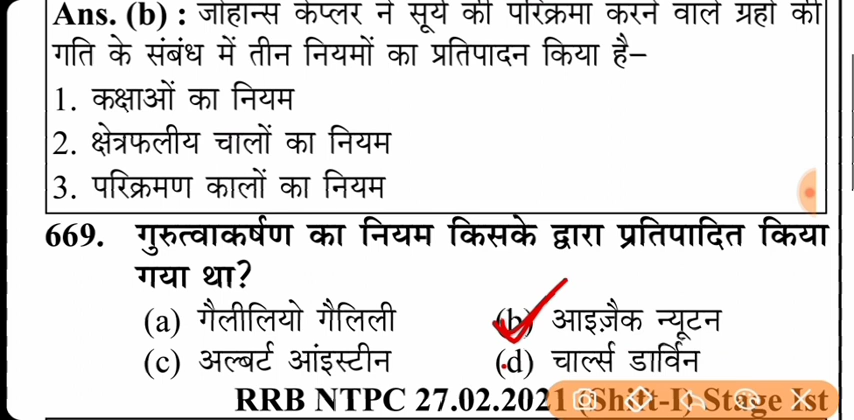 Ans. (b) : जोहान्स केप्लर ने सूर्य की परिक्रमा करने वाले ग्रहों की
गति के संबंध में तीन नियमों का प्रतिपादन किया है–
1. कक्षाओं का नियम
2. क्षेत्रफलीय चालों का नियम
3. परिक्रमण कालों का नियम
669. गुरुत्वाकर्षण का नियम किसके द्वारा प्रतिपादित किया
गया था?
(a) गैलीलियो गैलिली (b) आइज़ैक न्यूटन
(c) अल्बर्ट आंइस्टीन (d) चार्ल्स डार्विन
RRB NTPC 27.02.2021 (Shift-I) Stage Ist